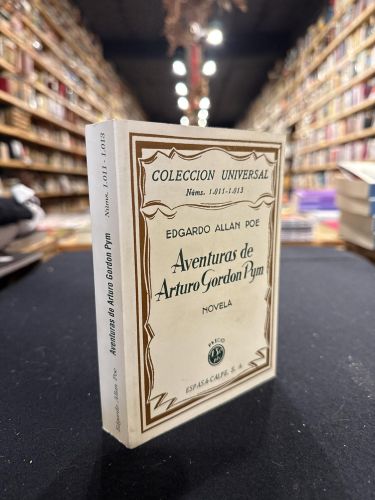 COLECCION UNIVERSAL
Núms. 1.011-1.013
EDGARDO ALLAN POE
Aventuras de
Arturo Gordon Pym
NOVELA
PRECIO
ESPASA-CALPE, S. A.
Edgardo Allan Poe Aventuras de Arturo Gordon Pym Núms. 1.011-1.013